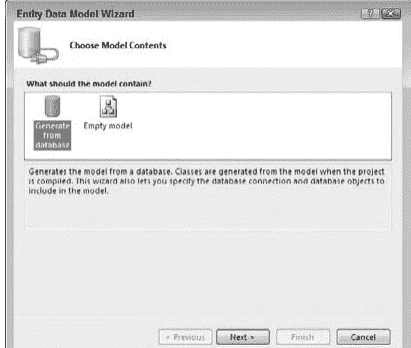 Entity Data Model Wizard
Choose Model Contents
What should the model contain?
Generate from database
Empty model
Generates the model from a database. Classes are generated from the model when the project
is compiled. This wizard also lets you specify the database connection and database objects to
include in the model.
< Previous
Next >
Finish
Cancel